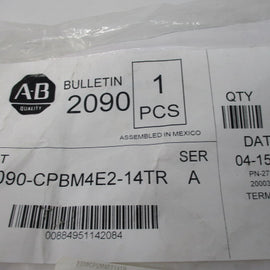 AB
QUALITY
BULLETIN
2090
1
PCS
ASSEMBLED IN MEXICO
QTY
T
SER
DAT
090-CPBM4E2-14TR A
04-15
PN-27
20003
TERM
00884951142084